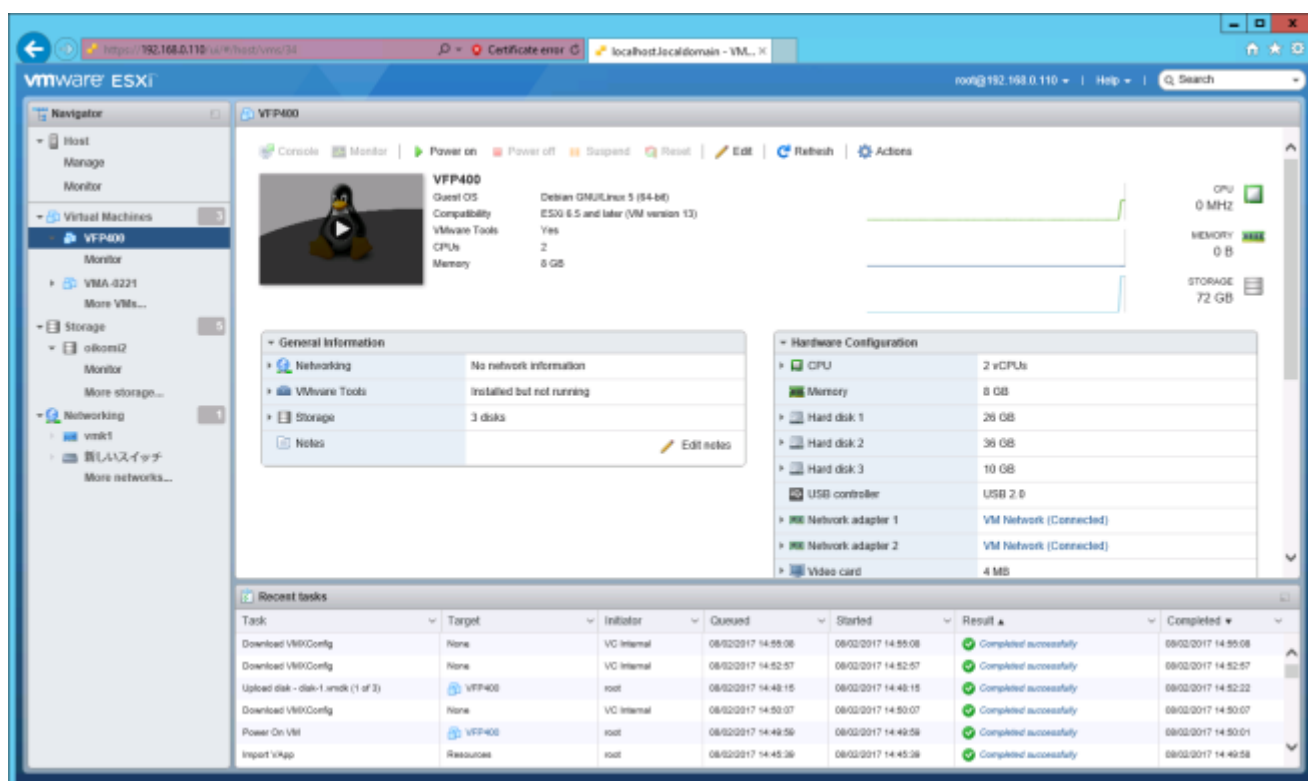 https://192.168.0.110/ui/#/host/vms/34
Certificate error
localhost.localdomain - VM...
vmware ESXi
root@192.168.0.110
Help
Search
Navigator
VFP400
Host
Manage
Monitor
Virtual Machines 3
VFP400
Monitor
VMA-0221
More VMs...
Storage 5
oikomi2
Monitor
More storage...
Networking 1
vmk1
新しいスイッチ
More networks...
Console Monitor Power on Power off Suspend Reset Edit Refresh Actions
VFP400
Guest OS Debian GNU/Linux 5 (64-bit)
Compatibility ESXi 6.5 and later (VM version 13)
VMware Tools Yes
CPUs 2
Memory 8 GB
CPU
0 MHz
MEMORY
0 B
STORAGE
72 GB
General Information
Networking No network information
VMware Tools Installed but not running
Storage 3 disks
Notes Edit notes
Hardware Configuration
CPU 2 vCPUs
Memory 8 GB
Hard disk 1 26 GB
Hard disk 2 36 GB
Hard disk 3 10 GB
USB controller USB 2.0
Network adapter 1 VM Network (Connected)
Network adapter 2 VM Network (Connected)
Video card 4 MB
Recent tasks
Task Target Initiator Queued Started Result Completed
Download VMXConfig None VC Internal 08/02/2017 14:55:08 08/02/2017 14:55:08 Completed successfully 08/02/2017 14:55:08
Download VMXConfig None VC Internal 08/02/2017 14:52:57 08/02/2017 14:52:57 Completed successfully 08/02/2017 14:52:57
Upload disk - disk-1.vmdk (1 of 3) VFP400 root 08/02/2017 14:48:15 08/02/2017 14:48:15 Completed successfully 08/02/2017 14:52:22
Download VMXConfig None VC Internal 08/02/2017 14:50:07 08/02/2017 14:50:07 Completed successfully 08/02/2017 14:50:07
Power On VM VFP400 root 08/02/2017 14:49:59 08/02/2017 14:49:59 Completed successfully 08/02/2017 14:50:01
Import VApp Resources root 08/02/2017 14:45:39 08/02/2017 14:45:39 Completed successfully 08/02/2017 14:49:58